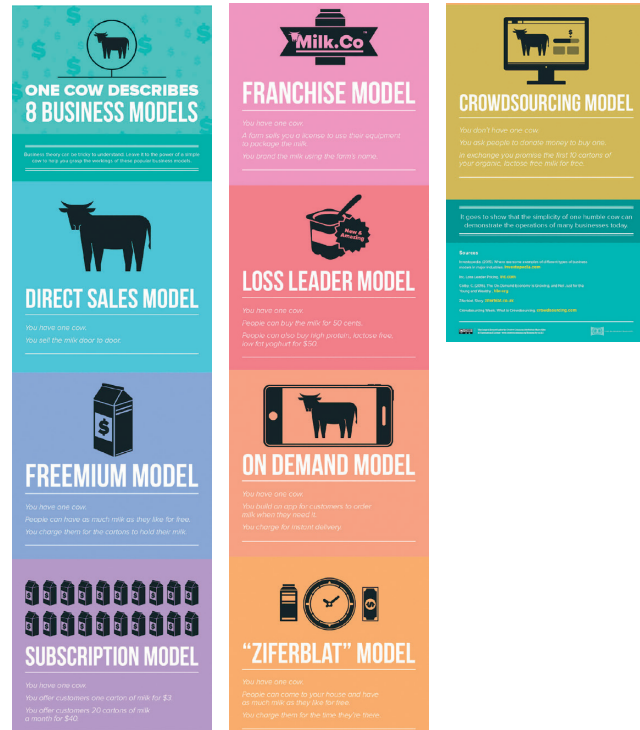 ONE COW DESCRIBES
8 BUSINESS MODELS
Business theory can be tricky to understand. Leave it to the power of a simple
cow to help you grasp the workings of these popular business models.
DIRECT SALES MODEL
You have one cow.
You sell the milk door to door.
FREEMIUM MODEL
You have one cow.
People can have as much milk as they like for free.
You charge them for the cartons to hold their milk.
SUBSCRIPTION MODEL
You have one cow.
You offer customers one carton of milk for $3.
You offer customers 20 cartons of milk
a month for $40.
Milk.Co
FRANCHISE MODEL
You have one cow.
A farm sells you a license to use their equipment
to package the milk.
You brand the milk using the farm's name.
New &
Amazing
LOSS LEADER MODEL
You have one cow.
People can buy the milk for 50 cents.
People can also buy high protein, lactose free,
low fat yoghurt for $50.
ON DEMAND MODEL
You have one cow.
You build an app for customers to order
milk when they need it.
You charge for instant delivery.
"ZIFERBLAT" MODEL
You have one cow.
People can come to your house and have
as much milk as they like for free.
You charge them for the time they're there.
CROWDSOURCING MODEL
You don't have one cow.
You ask people to donate money to buy one.
In exchange you promise the first 10 cartons of
your organic, lactose free milk for free.
It goes to show that the simplicity of one humble cow can
demonstrate the operations of many businesses today.
Sources